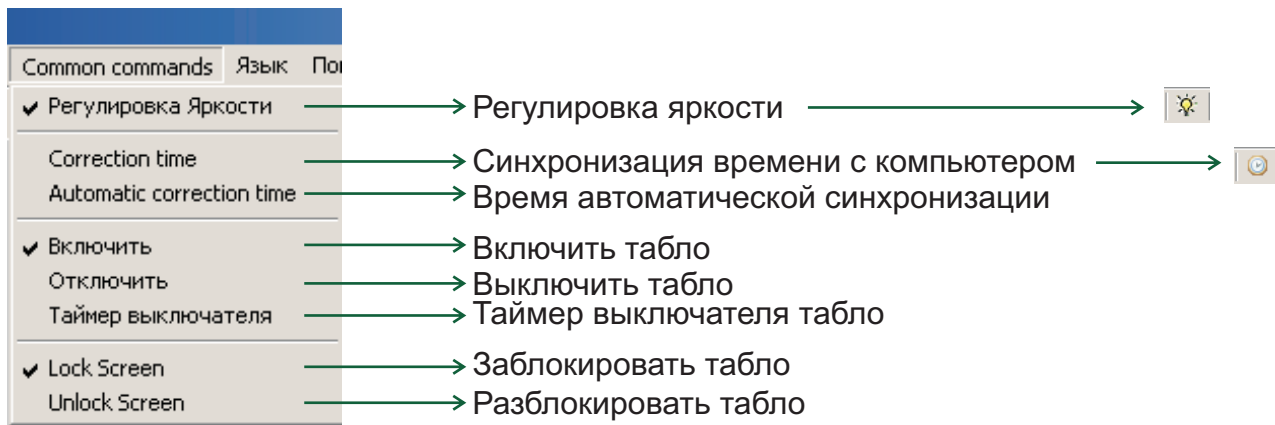 Common commands Язык
Регулировка Яркости Регулировка яркости
Correction time Синхронизация времени с компьютером
Automatic correction time Время автоматической синхронизации
Включить Включить табло
Отключить Выключить табло
Таймер выключателя Таймер выключателя табло
Lock Screen Заблокировать табло
Unlock Screen Разблокировать табло